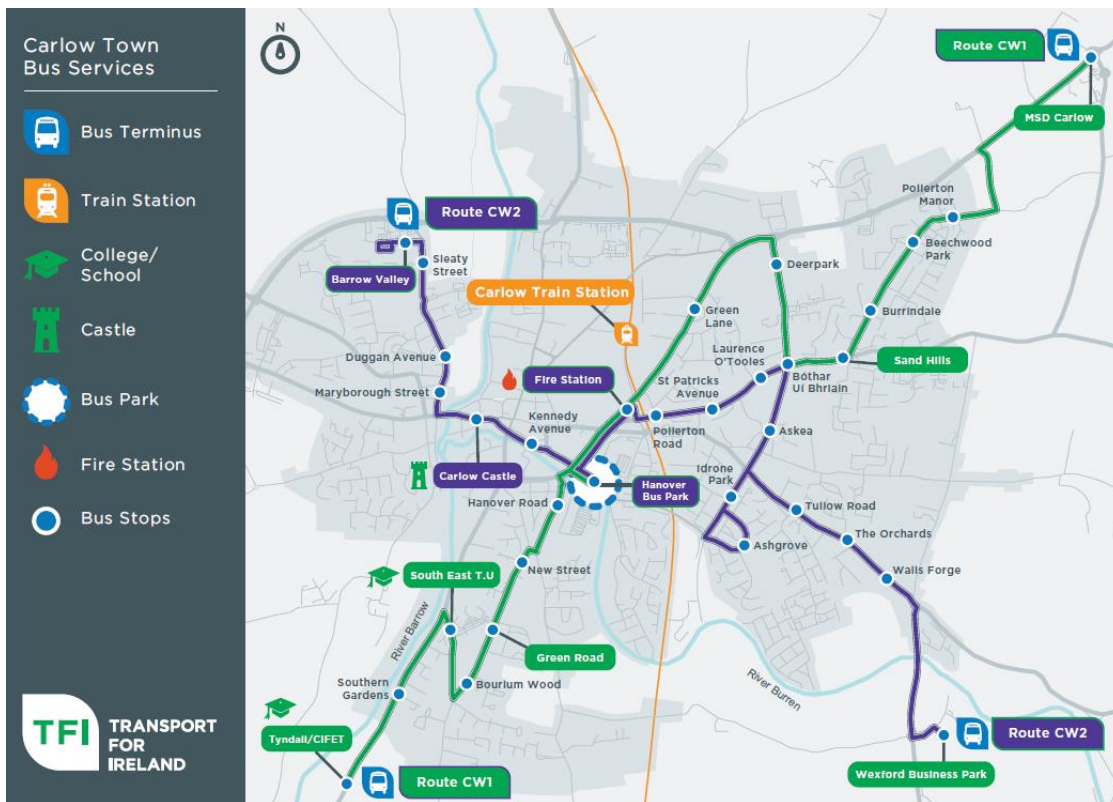 Carlow Town
Bus Services
Bus Terminus
Train Station
College/
School
Castle
Bus Park
Fire Station
Bus Stops
TFI
TRANSPORT
FOR
IRELAND
N
Route CW1
MSD Carlow
Pollerton
Manor
Beechwood
Park
Burrindale
Sand Hills
Route CW2
Barrow Valley
Sleaty
Street
Deerpark
Carlow Train Station
Green
Lane
Duggan Avenue
Maryborough Street
Laurence
O'Tooles
Bóthar
Uí Bhriain
St Patricks
Avenue
Fire Station
Pollerton
Road
Askea
Kennedy
Avenue
Carlow Castle
Hanover
Bus Park
Hanover Road
Idrone
Park
Tullow Road
The Orchards
Ashgrove
Walls Forge
New Street
South East T.U
Green Road
River Barrow
Bourlum Wood
Southern
Gardens
River Burren
Tyndall/CIFET
Route CW1
Route CW2
Wexford Business Park